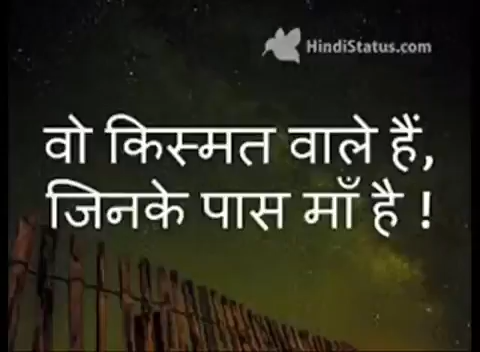 HindiStatus.com
वो किस्मत वाले हैं,
जिनके पास माँ है !